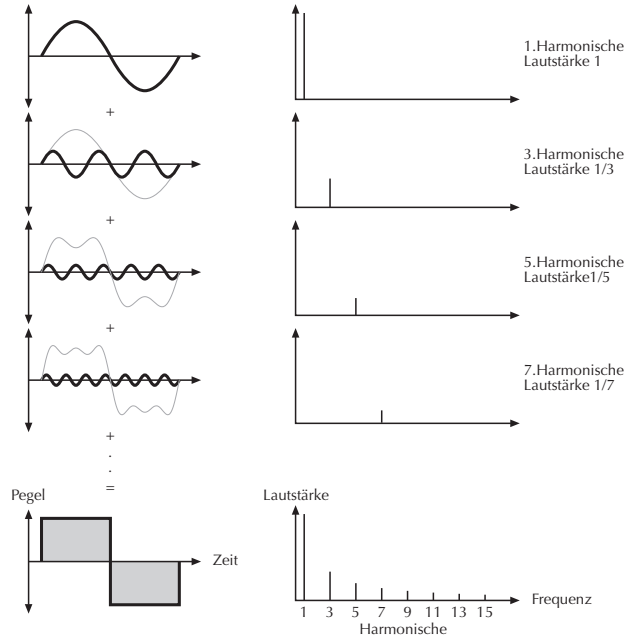 1.Harmonische
Lautstärke 1
+
3.Harmonische
Lautstärke 1/3
+
5.Harmonische
Lautstärke1/5
+
7.Harmonische
Lautstärke 1/7
+
.
.
=
Pegel
Zeit
Lautstärke
Frequenz
1 3 5 7 9 11 13 15
Harmonische